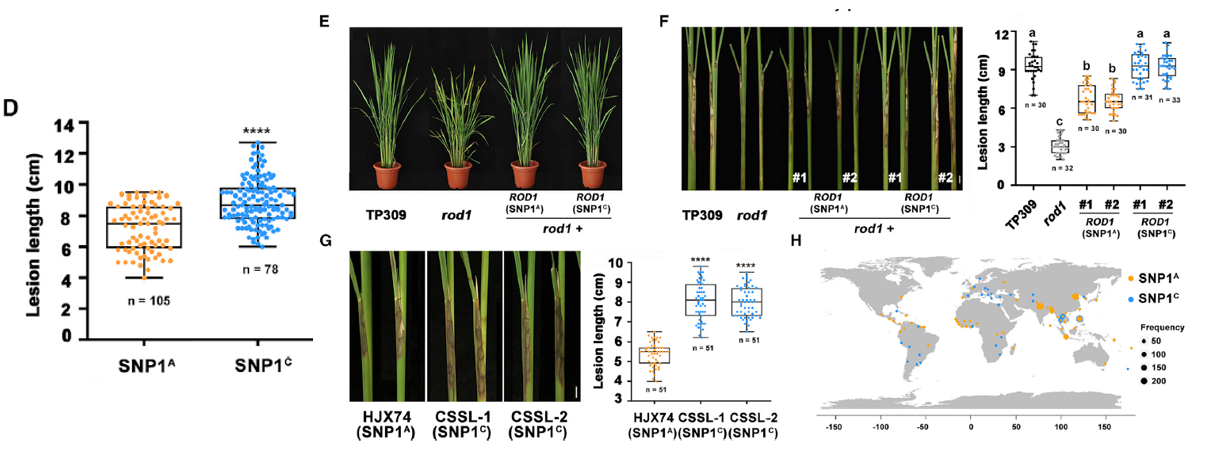 D
Lesion length (cm)
14
12
10
8
6
4
2
0
****
n = 105
n = 78
SNP1ᴬ
SNP1ᶜ
E
TP309
rod1
ROD1
(SNP1ᴬ)
ROD1
(SNP1ᶜ)
rod1 +
F
#1
#2
#1
#2
TP309
rod1
ROD1
(SNP1ᴬ)
ROD1
(SNP1ᶜ)
rod1 +
Lesion length (cm)
12
9
6
3
0
a
c
b
b
a
a
n = 30
n = 32
n = 30
n = 30
n = 31
n = 33
TP309
rod1
#1 #2
#1 #2
ROD1
(SNP1ᴬ)
ROD1
(SNP1ᶜ)
G
HJX74
(SNP1ᴬ)
CSSL-1
(SNP1ᶜ)
CSSL-2
(SNP1ᶜ)
Lesion length (cm)
10
9
8
7
6
5
4
3
****
****
n = 51
n = 51
n = 51
HJX74 CSSL-1 CSSL-2
(SNP1ᴬ) (SNP1ᶜ) (SNP1ᶜ)
H
SNP1ᴬ
SNP1ᶜ
Frequency
50
100
150
200
-150 -100 -50 0 50 100 150